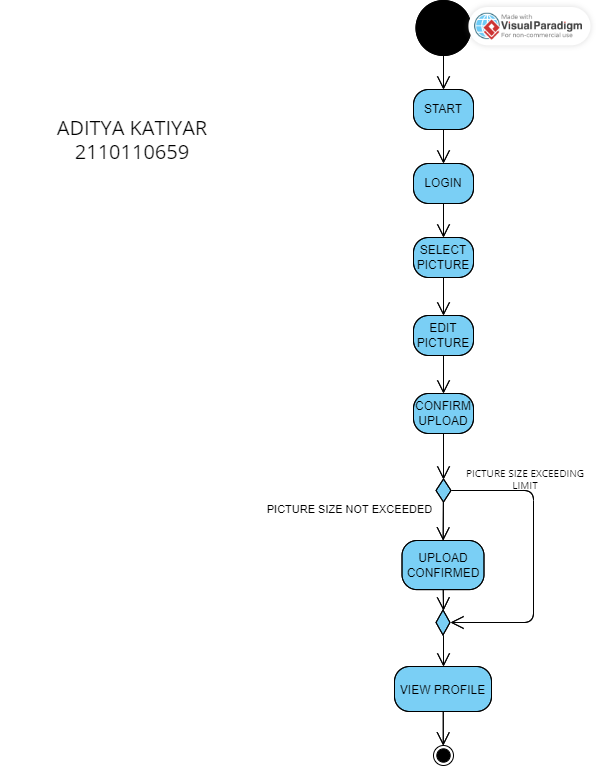 Made with
Visual Paradigm
For non-commercial use
START
ADITYA KATIYAR
2110110659
LOGIN
SELECT
PICTURE
EDIT
PICTURE
CONFIRM
UPLOAD
PICTURE SIZE EXCEEDING
LIMIT
PICTURE SIZE NOT EXCEEDED
UPLOAD
CONFIRMED
VIEW PROFILE